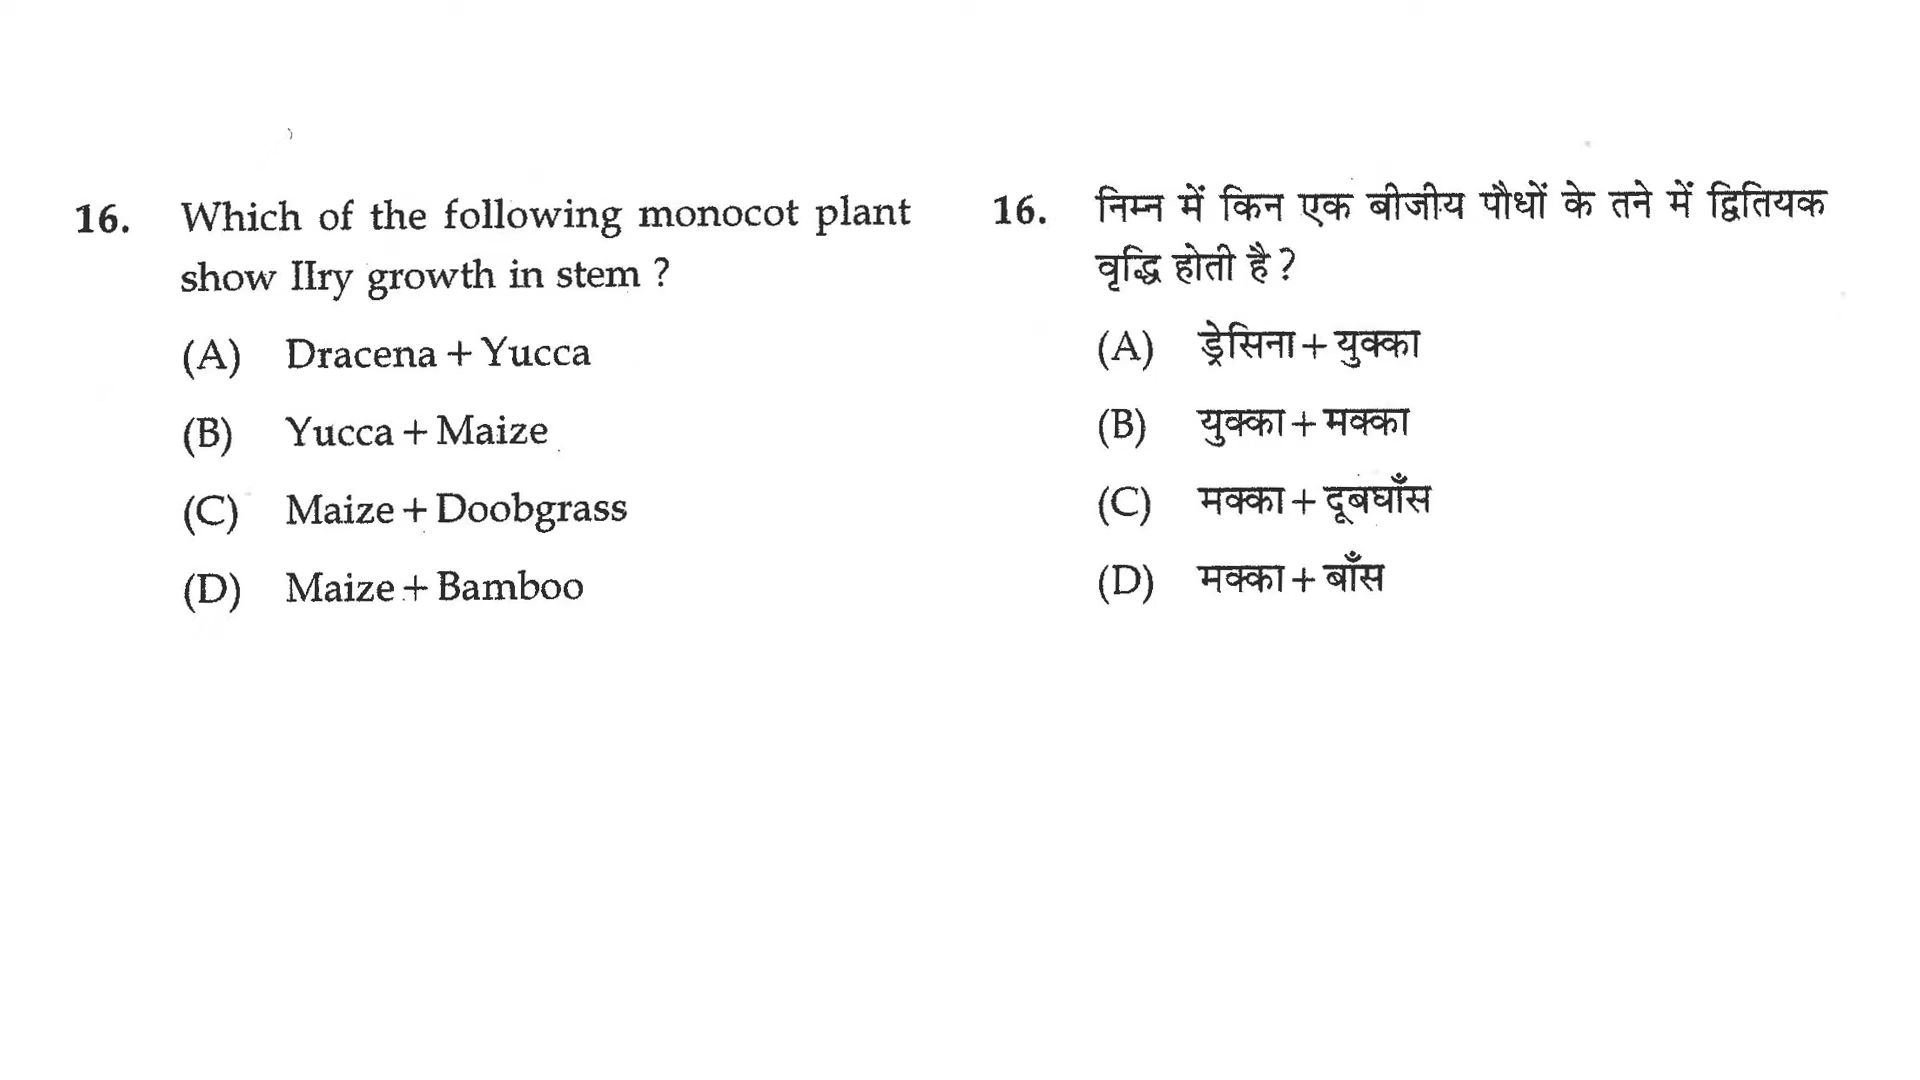 16. Which of the following monocot plant
show IIry growth in stem ?
(A) Dracena + Yucca
(B) Yucca + Maize
(C) Maize + Doobgrass
(D) Maize + Bamboo
16. निम्न में किन एक बीजीय पौधों के तने में द्वितियक
वृद्धि होती है ?
(A) ड्रेसिना + युक्का
(B) युक्का + मक्का
(C) मक्का + दूबघाँस
(D) मक्का + बाँस